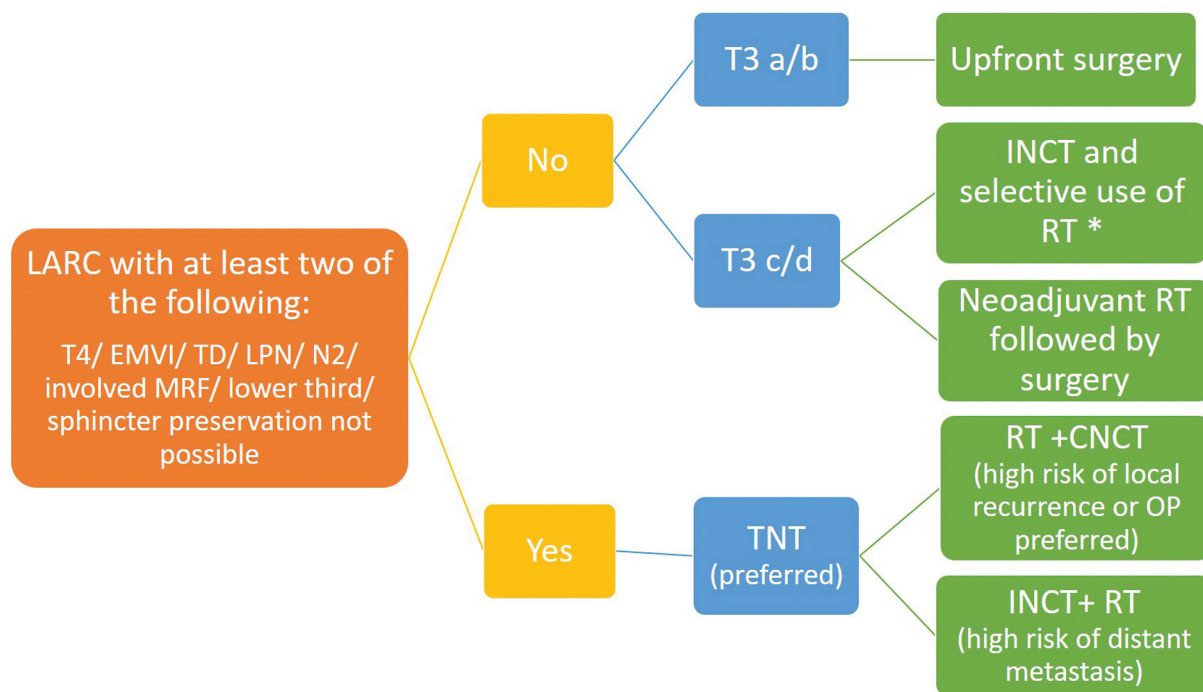 LARC with at least two of
the following:
T4/ EMVI/ TD/ LPN/ N2/
involved MRF/ lower third/
sphincter preservation not
possible
No
Yes
T3 a/b
T3 c/d
TNT
(preferred)
Upfront surgery
INCT and
selective use of
RT *
Neoadjuvant RT
followed by
surgery
RT +CNCT
(high risk of local
recurrence or OP
preferred)
INCT+ RT
(high risk of distant
metastasis)